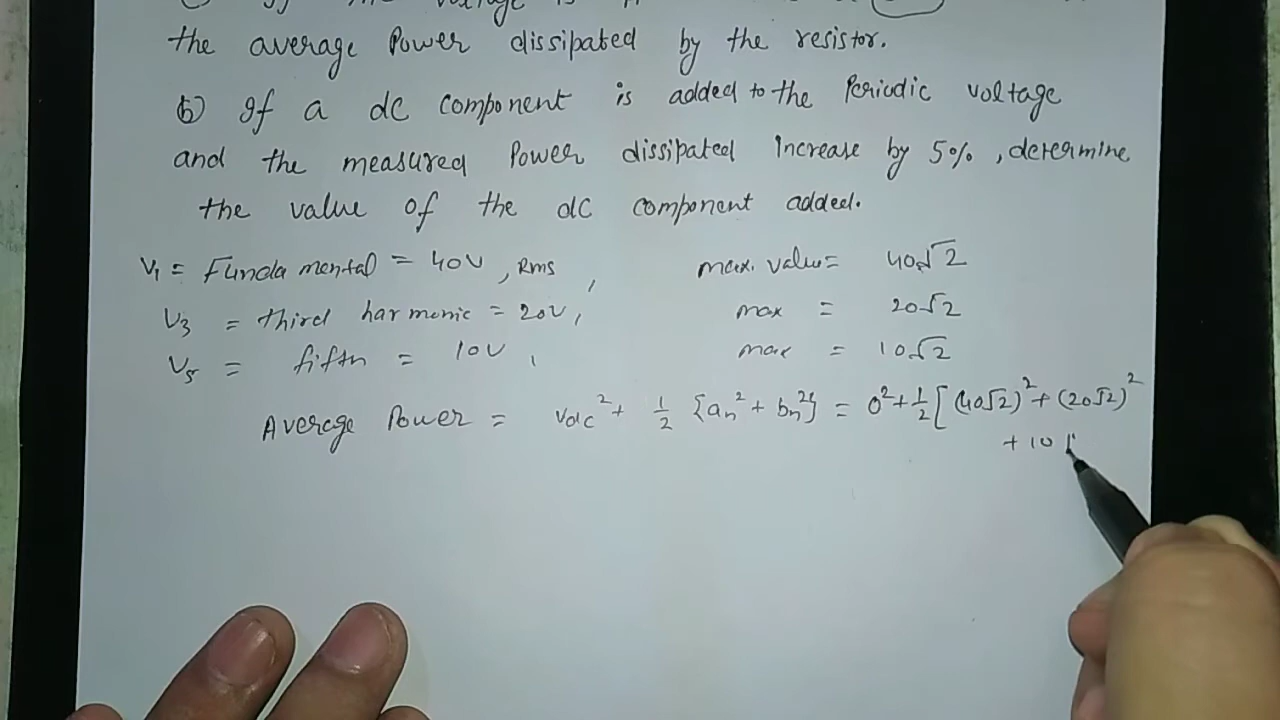 the average Power dissipated by the resistor.
(b) If a dc component is added to the Periodic voltage
and the measured Power dissipated Increase by 5%, determine
the value of the dc component added.
V1 = Fundamental = 40V, Rms, max. value = 40√2
V3 = third harmonic = 20V, max = 20√2
V5 = fifth = 10V, max = 10√2
Average Power = Vdc² + 1/2 {an² + bn²} = 0² + 1/2 [(40√2)² + (20√2)²
+ 10